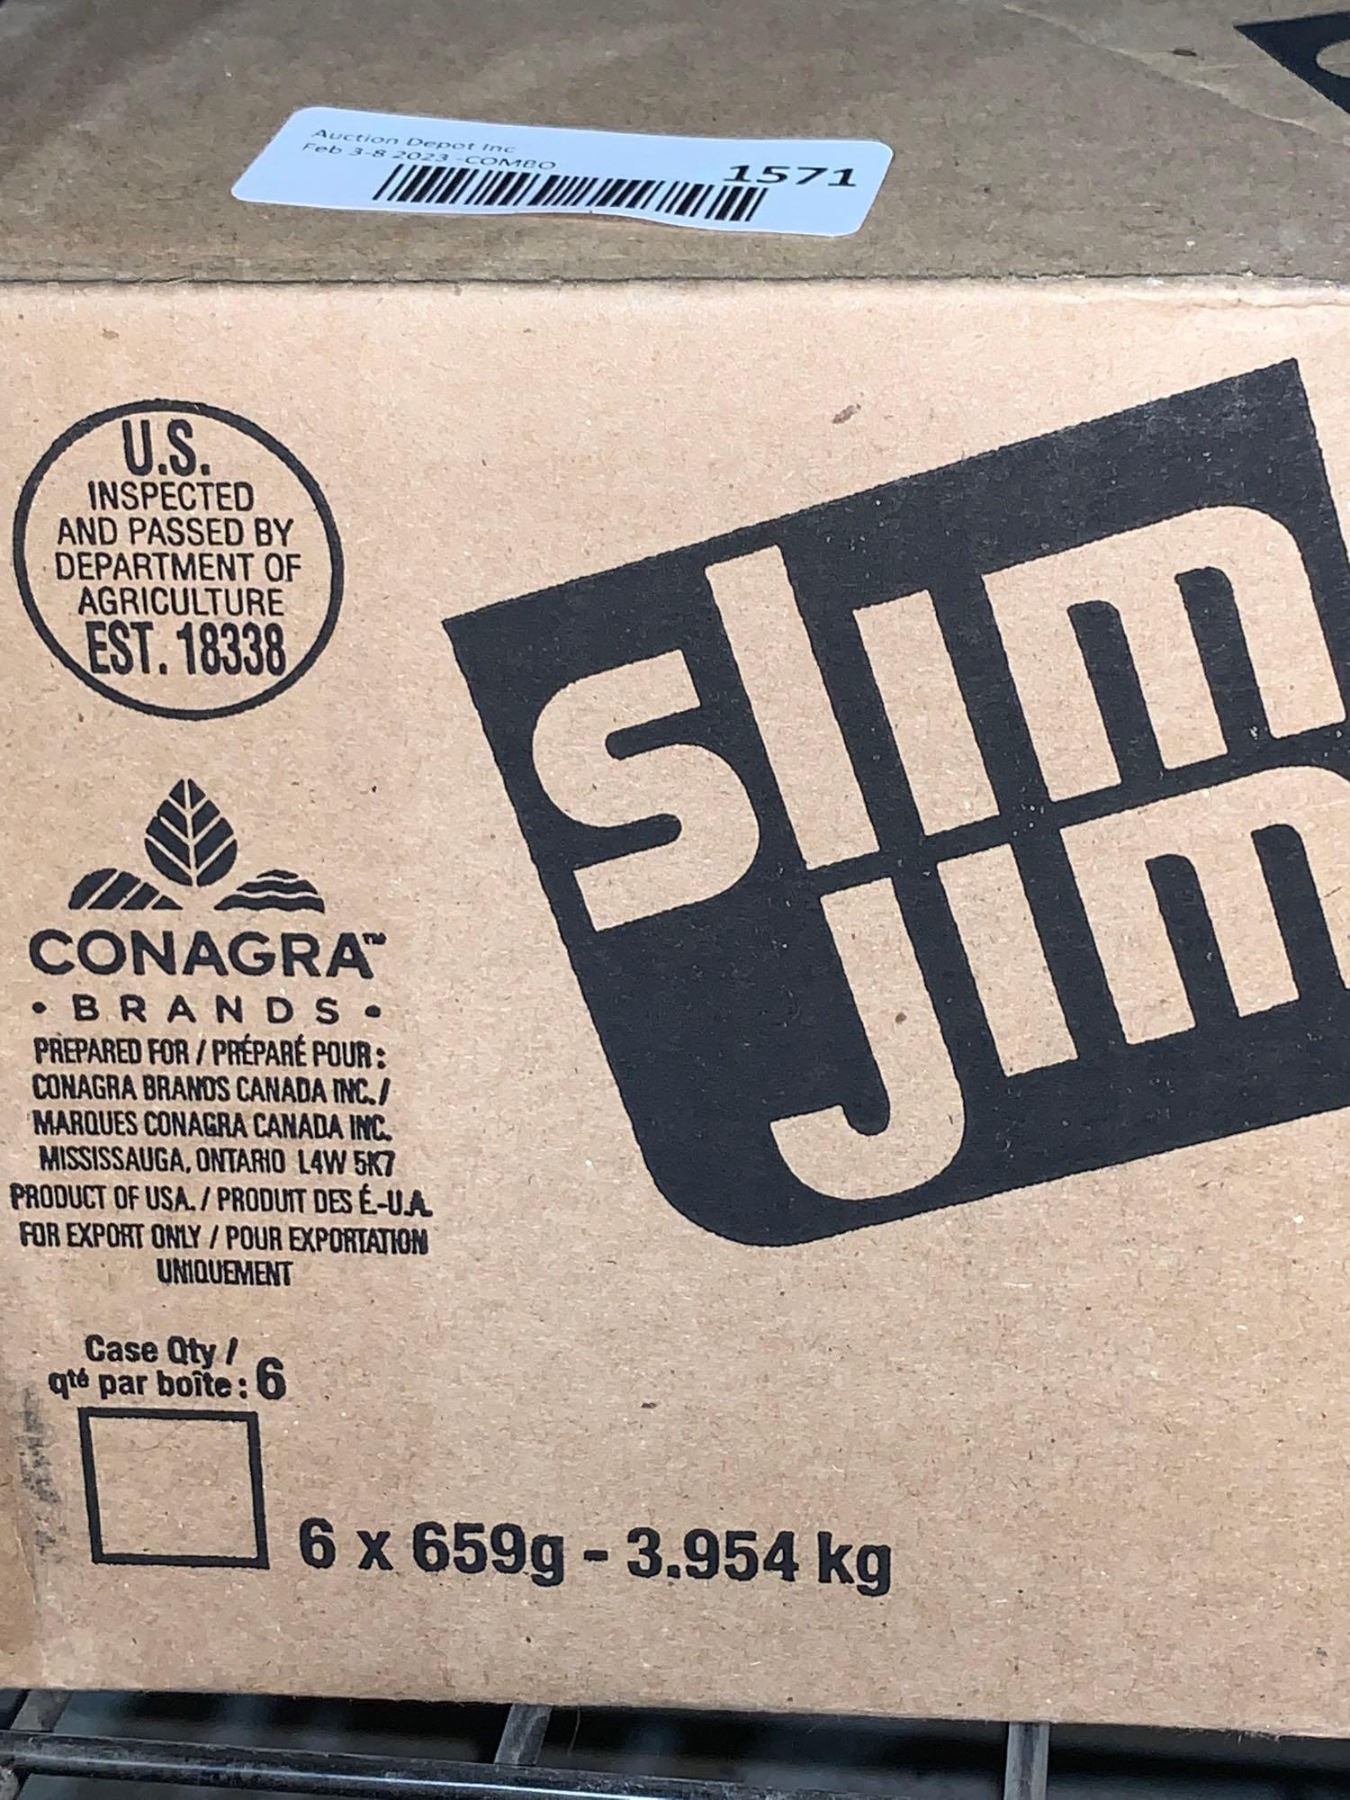 Auction Depot Inc
Feb 3-8 2023 -COMBO
1571
U.S.
INSPECTED
AND PASSED BY
DEPARTMENT OF
AGRICULTURE
EST. 18338
slim
jim
CONAGRA™
• BRANDS •
PREPARED FOR / PRÉPARÉ POUR :
CONAGRA BRANDS CANADA INC. /
MARQUES CONAGRA CANADA INC.
MISSISSAUGA, ONTARIO L4W 5K7
PRODUCT OF USA. / PRODUIT DES É.-U.A.
FOR EXPORT ONLY / POUR EXPORTATION
UNIQUEMENT
Case Qty /
qté par boîte : 6
6 x 659g - 3.954 kg